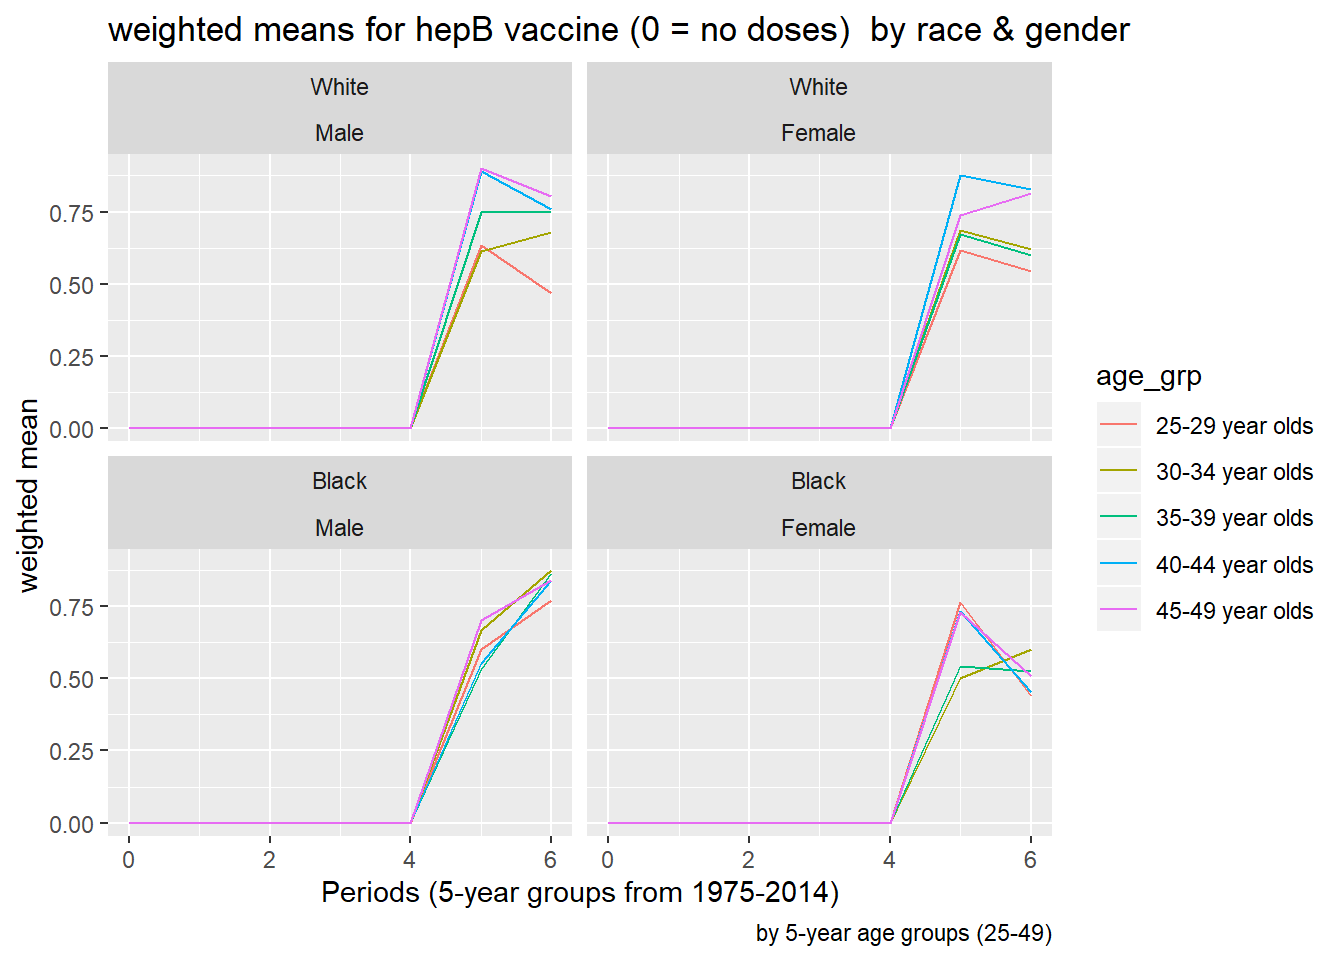 weighted means for hepB vaccine (0 = no doses)  by race & gender
White
Male
White
Female
0.75
0.50
0.25
0.00
Black
Male
Black
Female
0.75
0.50
0.25
0.00
0 2 4 6
0 2 4 6
weighted mean
Periods (5-year groups from 1975-2014)
by 5-year age groups (25-49)
age_grp
25-29 year olds
30-34 year olds
35-39 year olds
40-44 year olds
45-49 year olds